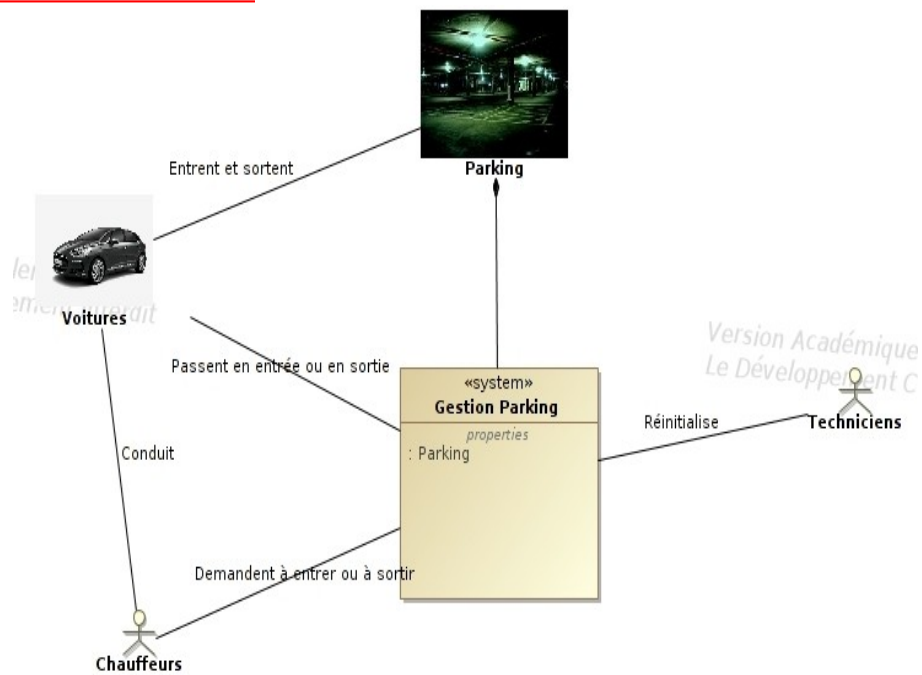 Parking
Entrent et sortent
Voitures
Passent en entrée ou en sortie
«system»
Gestion Parking
properties
: Parking
Version Académique
Le Développement C
Réinitialise
Techniciens
Conduit
Demandent à entrer ou à sortir
Chauffeurs